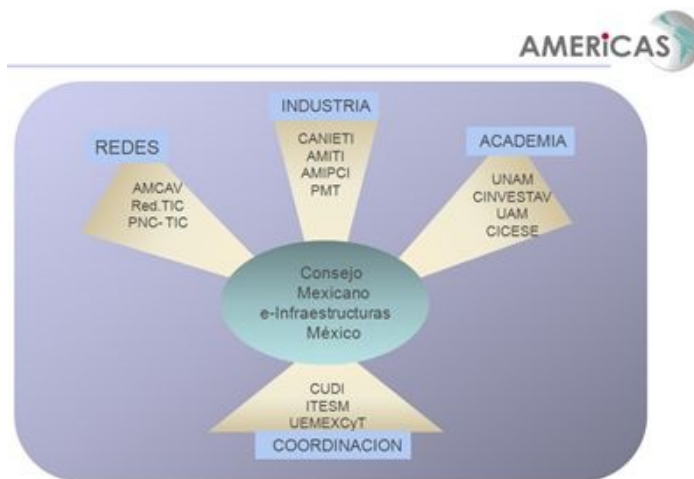 AMERiCAS
INDUSTRIA
CANIETI
AMITI
AMIPCI
PMT
REDES
AMCAV
Red.TIC
PNC- TIC
ACADEMIA
UNAM
CINVESTAV
UAM
CICESE
Consejo
Mexicano
e-Infraestructuras
México
CUDI
ITESM
UEMEXCyT
COORDINACION